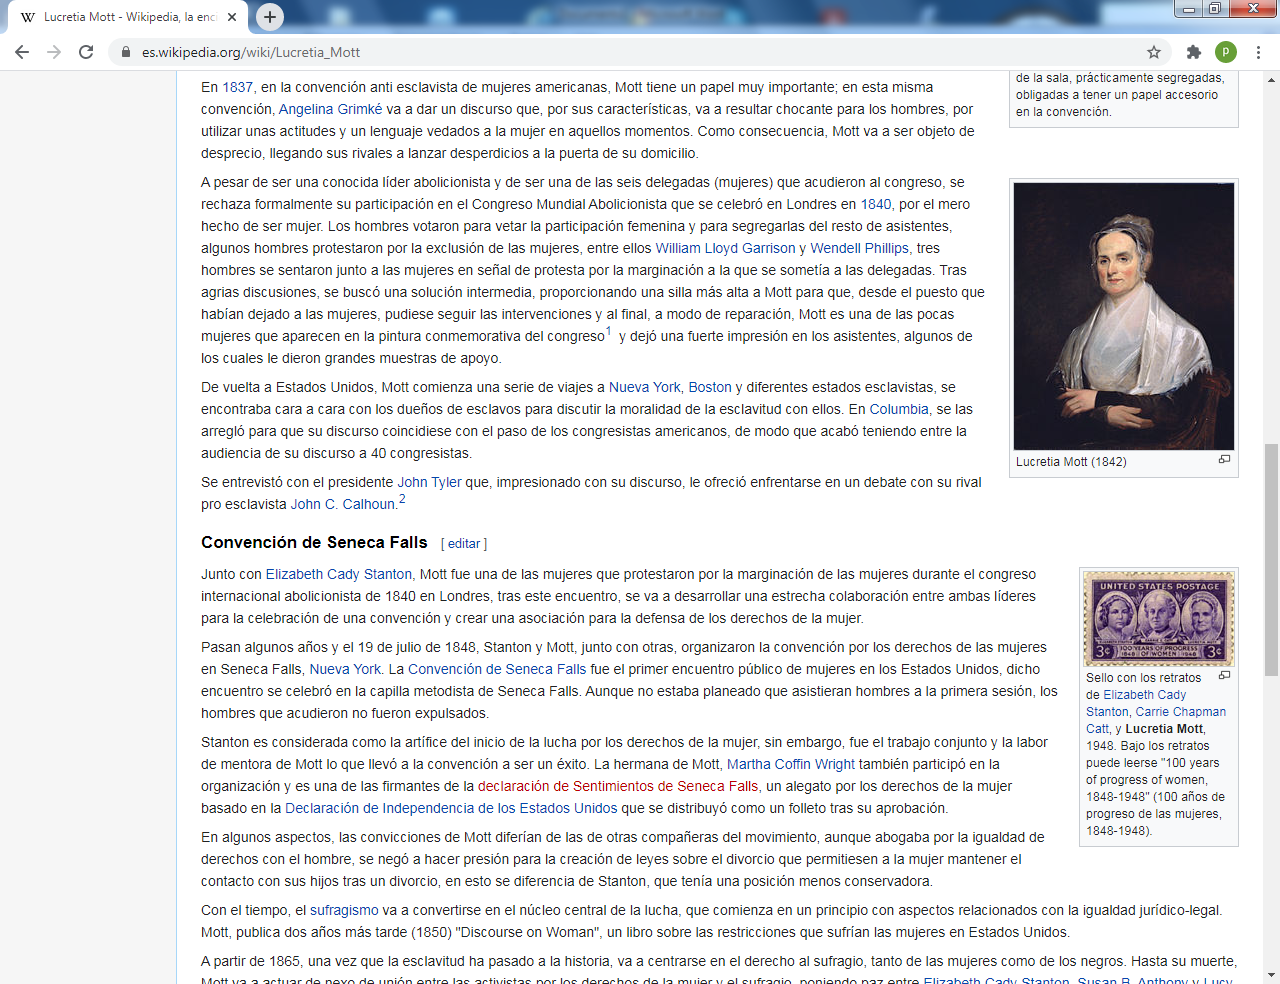 Lucretia Mott - Wikipedia, la enci
es.wikipedia.org/wiki/Lucretia_Mott
p
En 1837, en la convención anti esclavista de mujeres americanas, Mott tiene un papel muy importante; en esta misma
convención, Angelina Grimké va a dar un discurso que, por sus características, va a resultar chocante para los hombres, por
utilizar unas actitudes y un lenguaje vedados a la mujer en aquellos momentos. Como consecuencia, Mott va a ser objeto de
desprecio, llegando sus rivales a lanzar desperdicios a la puerta de su domicilio.
de la sala, prácticamente segregadas,
obligadas a tener un papel accesorio
en la convención.
A pesar de ser una conocida líder abolicionista y de ser una de las seis delegadas (mujeres) que acudieron al congreso, se
rechaza formalmente su participación en el Congreso Mundial Abolicionista que se celebró en Londres en 1840, por el mero
hecho de ser mujer. Los hombres votaron para vetar la participación femenina y para segregarlas del resto de asistentes,
algunos hombres protestaron por la exclusión de las mujeres, entre ellos William Lloyd Garrison y Wendell Phillips, tres
hombres se sentaron junto a las mujeres en señal de protesta por la marginación a la que se sometía a las delegadas. Tras
agrias discusiones, se buscó una solución intermedia, proporcionando una silla más alta a Mott para que, desde el puesto que
habían dejado a las mujeres, pudiese seguir las intervenciones y al final, a modo de reparación, Mott es una de las pocas
mujeres que aparecen en la pintura conmemorativa del congreso1 y dejó una fuerte impresión en los asistentes, algunos de
los cuales le dieron grandes muestras de apoyo.
De vuelta a Estados Unidos, Mott comienza una serie de viajes a Nueva York, Boston y diferentes estados esclavistas, se
encontraba cara a cara con los dueños de esclavos para discutir la moralidad de la esclavitud con ellos. En Columbia, se las
arregló para que su discurso coincidiese con el paso de los congresistas americanos, de modo que acabó teniendo entre la
audiencia de su discurso a 40 congresistas.
Lucretia Mott (1842)
Se entrevistó con el presidente John Tyler que, impresionado con su discurso, le ofreció enfrentarse en un debate con su rival
pro esclavista John C. Calhoun.2
Convención de Seneca Falls [ editar ]
Junto con Elizabeth Cady Stanton, Mott fue una de las mujeres que protestaron por la marginación de las mujeres durante el congreso
internacional abolicionista de 1840 en Londres, tras este encuentro, se va a desarrollar una estrecha colaboración entre ambas líderes
para la celebración de una convención y crear una asociación para la defensa de los derechos de la mujer.
Pasan algunos años y el 19 de julio de 1848, Stanton y Mott, junto con otras, organizaron la convención por los derechos de las mujeres
en Seneca Falls, Nueva York. La Convención de Seneca Falls fue el primer encuentro público de mujeres en los Estados Unidos, dicho
encuentro se celebró en la capilla metodista de Seneca Falls. Aunque no estaba planeado que asistieran hombres a la primera sesión, los
hombres que acudieron no fueron expulsados.
Stanton es considerada como la artífice del inicio de la lucha por los derechos de la mujer, sin embargo, fue el trabajo conjunto y la labor
de mentora de Mott lo que llevó a la convención a ser un éxito. La hermana de Mott, Martha Coffin Wright también participó en la
organización y es una de las firmantes de la declaración de Sentimientos de Seneca Falls, un alegato por los derechos de la mujer
basado en la Declaración de Independencia de los Estados Unidos que se distribuyó como un folleto tras su aprobación.
UNITED STATES POSTAGE
ELIZABETH STANTON CARRIE C. CATT LUCRETIA MOTT
3¢ 100 YEARS OF PROGRESS 3¢
1848 OF WOMEN 1948
Sello con los retratos
de Elizabeth Cady
Stanton, Carrie Chapman
Catt, y Lucretia Mott,
1948. Bajo los retratos
puede leerse "100 years
of progress of women,
1848-1948" (100 años de
progreso de las mujeres,
1848-1948).
En algunos aspectos, las convicciones de Mott diferían de las de otras compañeras del movimiento, aunque abogaba por la igualdad de
derechos con el hombre, se negó a hacer presión para la creación de leyes sobre el divorcio que permitiesen a la mujer mantener el
contacto con sus hijos tras un divorcio, en esto se diferencia de Stanton, que tenía una posición menos conservadora.
Con el tiempo, el sufragismo va a convertirse en el núcleo central de la lucha, que comienza en un principio con aspectos relacionados con la igualdad jurídico-legal.
Mott, publica dos años más tarde (1850) "Discourse on Woman", un libro sobre las restricciones que sufrían las mujeres en Estados Unidos.
A partir de 1865, una vez que la esclavitud ha pasado a la historia, va a centrarse en el derecho al sufragio, tanto de las mujeres como de los negros. Hasta su muerte,
Mott va a actuar de nexo de unión entre las activistas por los derechos de la mujer y el sufragio, poniendo paz entre Elizabeth Cady Stanton, Susan B. Anthony y Lucy